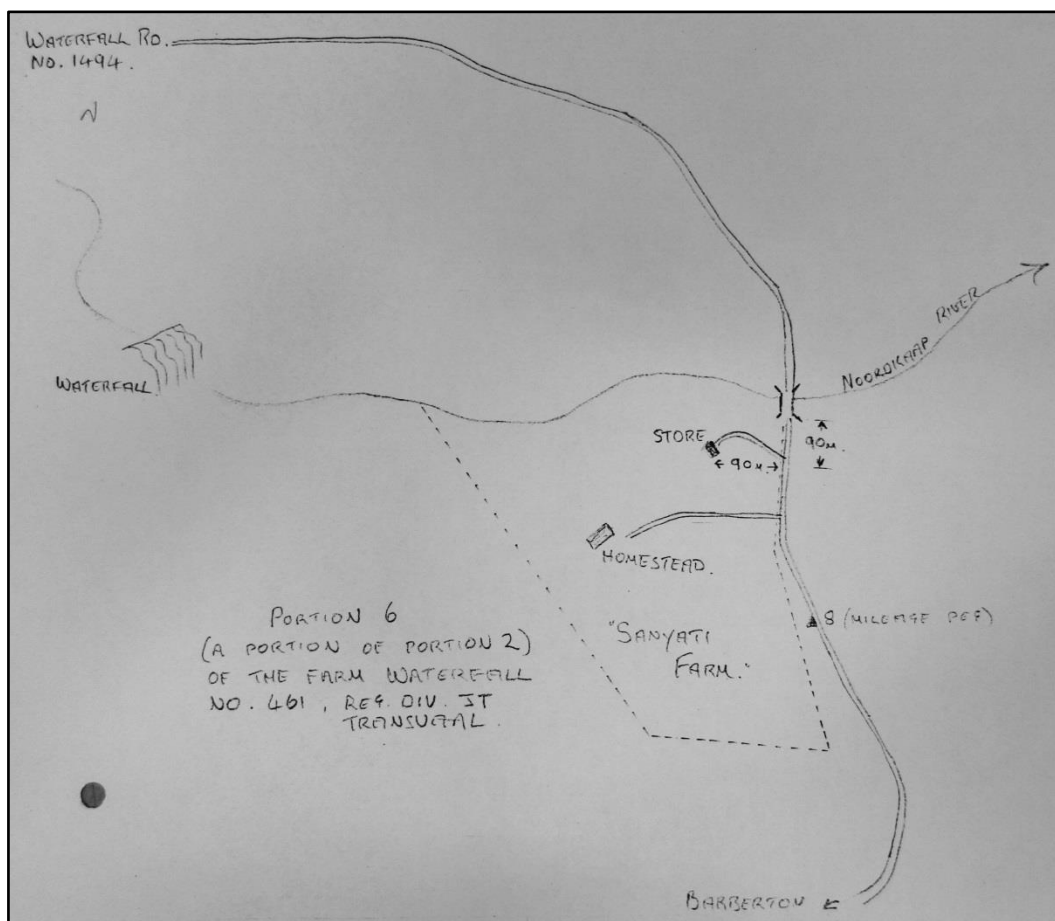 WATERFALL RD.
NO. 1494.
N
NOORDKAAP RIVER
WATERFALL
STORE
90M.
90M.
HOMESTEAD.
8 (MILEAGE PEG)
"SANYATI
FARM."
PORTION 6
(A PORTION OF PORTION 2)
OF THE FARM WATERFALL
NO. 461, REG. DIV. JT
TRANSVAAL.
BARBERTON